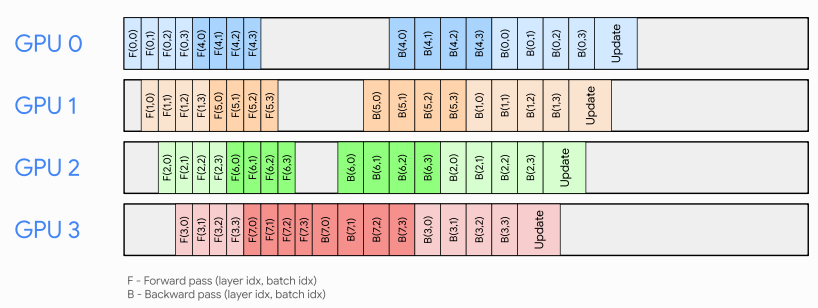 GPU 0
F(0,0) F(0,1) F(0,2) F(0,3) F(4,0) F(4,1) F(4,2) F(4,3) B(4,0) B(4,1) B(4,2) B(4,3) B(0,0) B(0,1) B(0,2) B(0,3) Update
GPU 1
F(1,0) F(1,1) F(1,2) F(1,3) F(5,0) F(5,1) F(5,2) F(5,3) B(5,0) B(5,1) B(5,2) B(5,3) B(1,0) B(1,1) B(1,2) B(1,3) Update
GPU 2
F(2,0) F(2,1) F(2,2) F(2,3) F(6,0) F(6,1) F(6,2) F(6,3) B(6,0) B(6,1) B(6,2) B(6,3) B(2,0) B(2,1) B(2,2) B(2,3) Update
GPU 3
F(3,0) F(3,1) F(3,2) F(3,3) F(7,0) F(7,1) F(7,2) F(7,3) B(7,0) B(7,1) B(7,2) B(7,3) B(3,0) B(3,1) B(3,2) B(3,3) Update
F - Forward pass (layer idx, batch idx)
B - Backward pass (layer idx, batch idx)